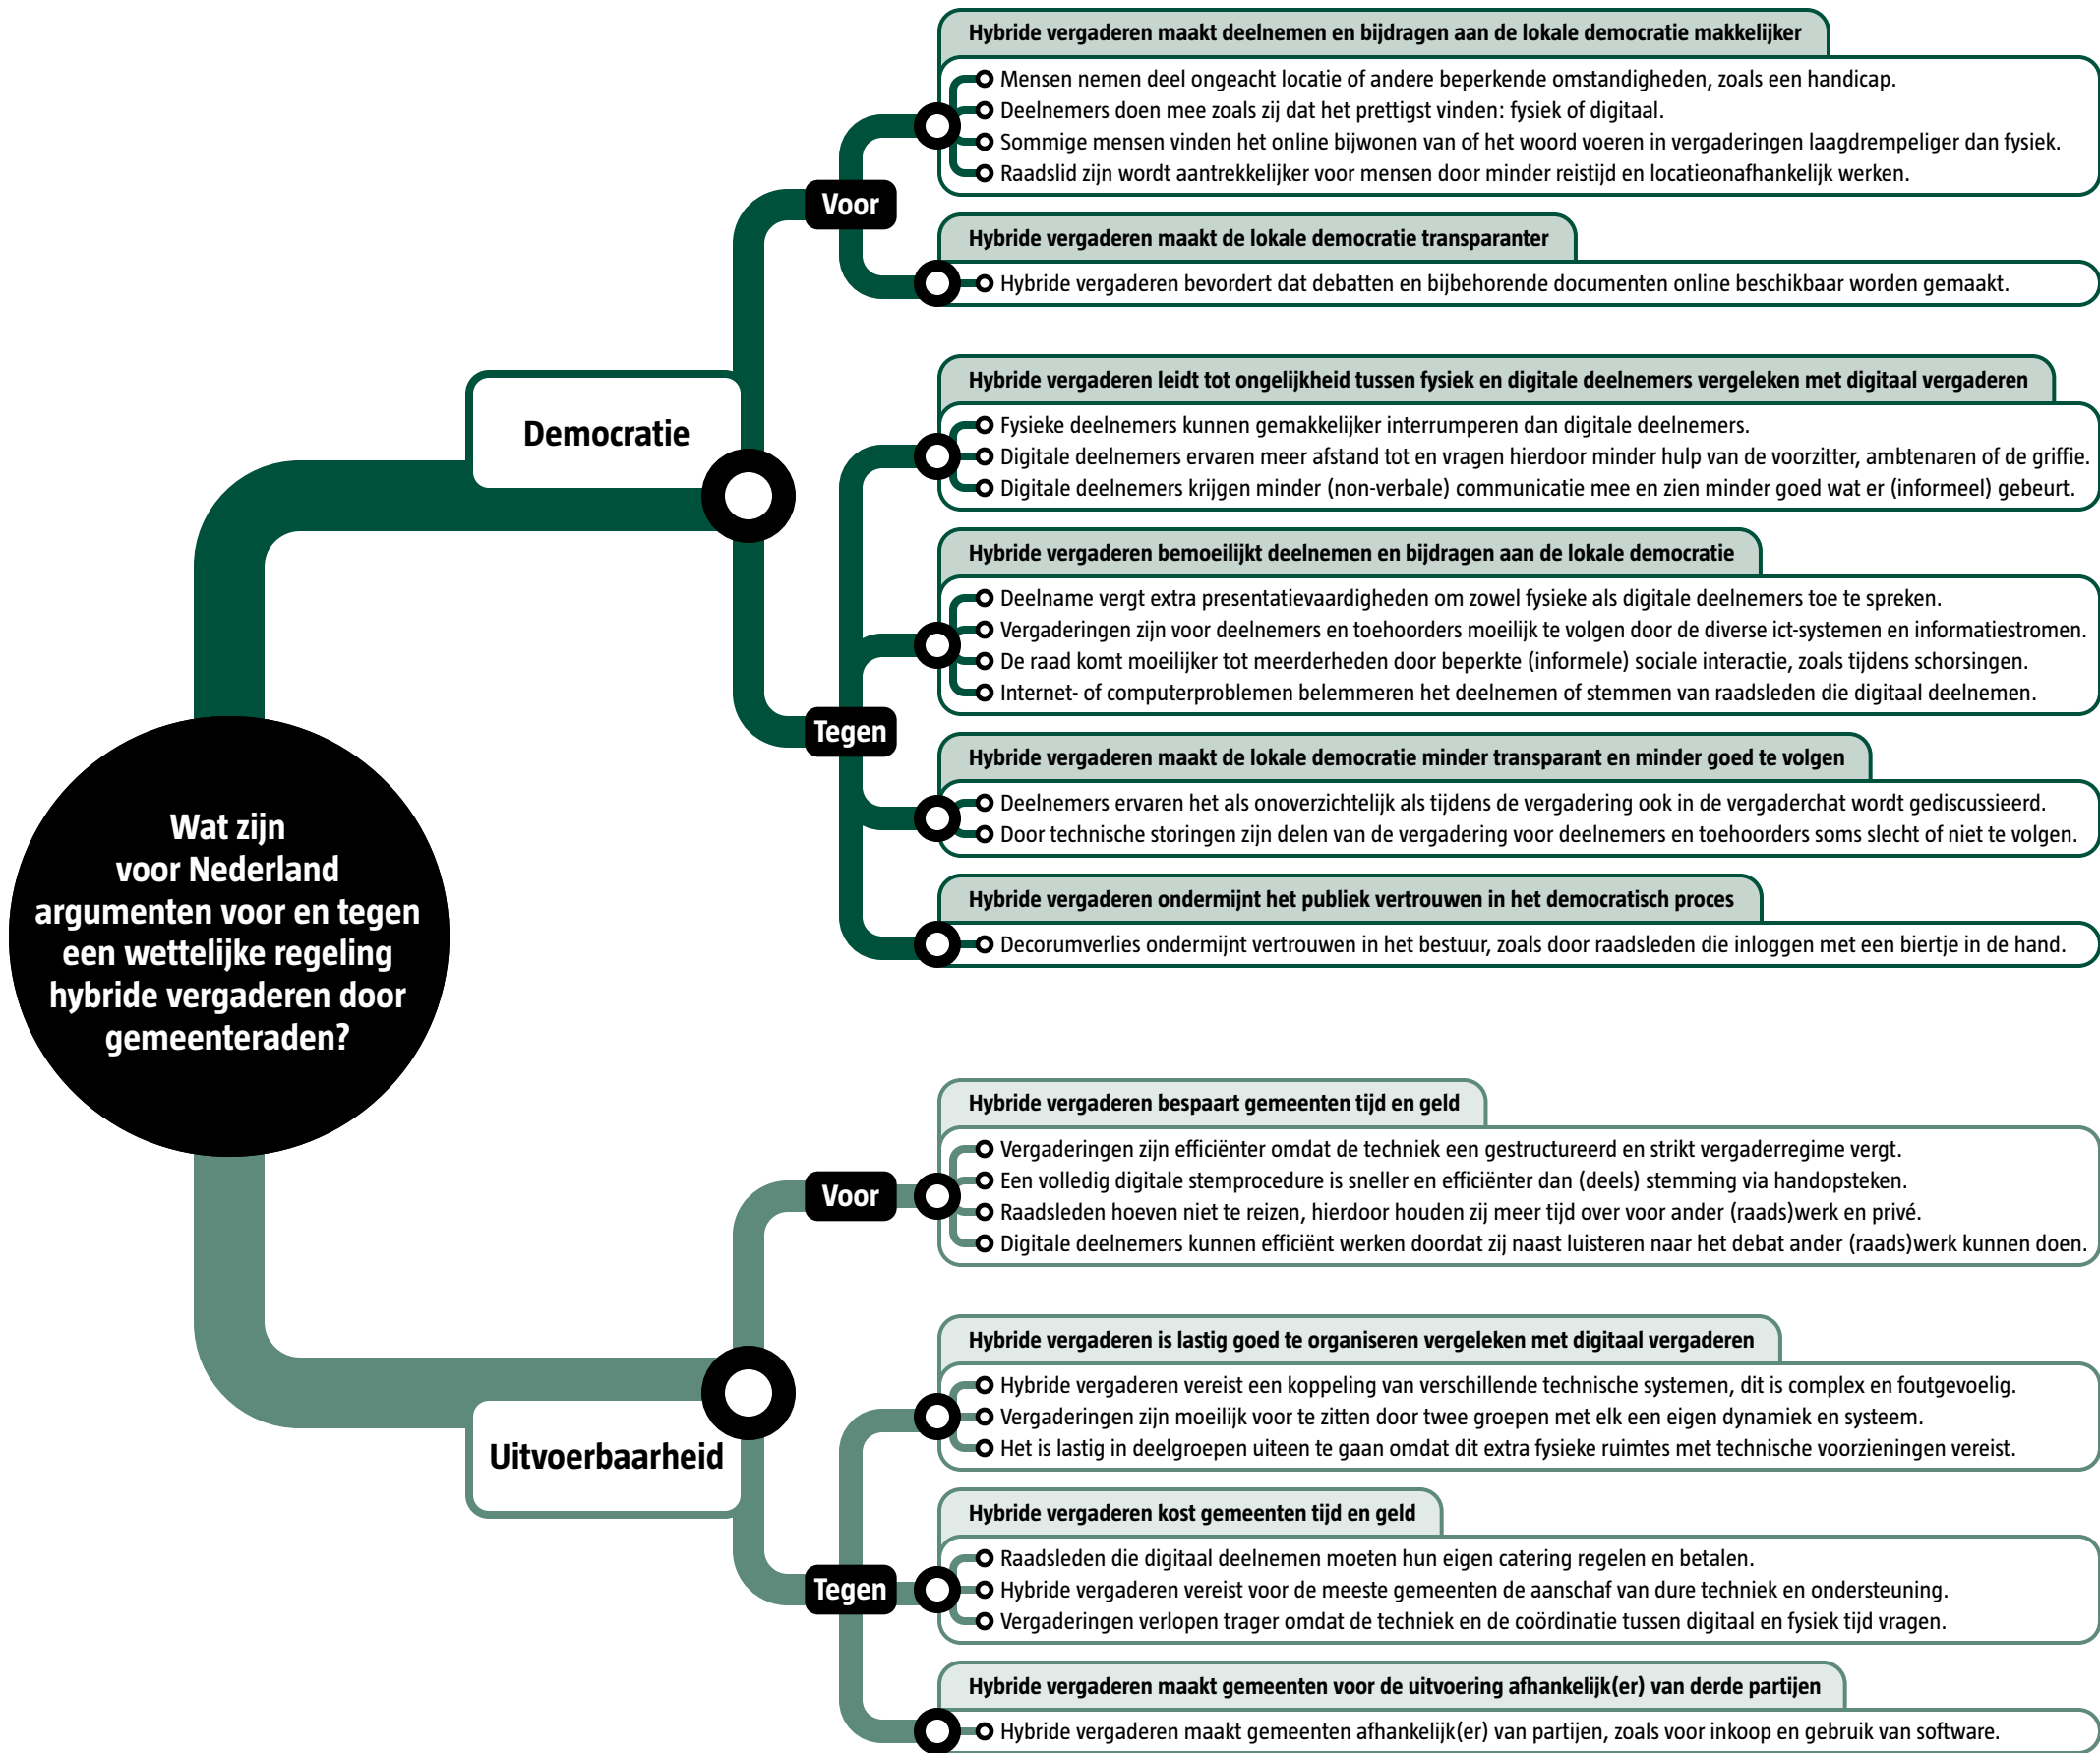 Wat zijn
voor Nederland
argumenten voor en tegen
een wettelijke regeling
hybride vergaderen door
gemeenteraden?
Democratie
Voor
Hybride vergaderen maakt deelnemen en bijdragen aan de lokale democratie makkelijker
Mensen nemen deel ongeacht locatie of andere beperkende omstandigheden, zoals een handicap.
Deelnemers doen mee zoals zij dat het prettigst vinden: fysiek of digitaal.
Sommige mensen vinden het online bijwonen van of het woord voeren in vergaderingen laagdrempeliger dan fysiek.
Raadslid zijn wordt aantrekkelijker voor mensen door minder reistijd en locatieonafhankelijk werken.
Hybride vergaderen maakt de lokale democratie transparanter
Hybride vergaderen bevordert dat debatten en bijbehorende documenten online beschikbaar worden gemaakt.
Tegen
Hybride vergaderen leidt tot ongelijkheid tussen fysiek en digitale deelnemers vergeleken met digitaal vergaderen
Fysieke deelnemers kunnen gemakkelijker interrumperen dan digitale deelnemers.
Digitale deelnemers ervaren meer afstand tot en vragen hierdoor minder hulp van de voorzitter, ambtenaren of de griffie.
Digitale deelnemers krijgen minder (non-verbale) communicatie mee en zien minder goed wat er (informeel) gebeurt.
Hybride vergaderen bemoeilijkt deelnemen en bijdragen aan de lokale democratie
Deelname vergt extra presentatievaardigheden om zowel fysieke als digitale deelnemers toe te spreken.
Vergaderingen zijn voor deelnemers en toehoorders moeilijk te volgen door de diverse ict-systemen en informatiestromen.
De raad komt moeilijker tot meerderheden door beperkte (informele) sociale interactie, zoals tijdens schorsingen.
Internet- of computerproblemen belemmeren het deelnemen of stemmen van raadsleden die digitaal deelnemen.
Hybride vergaderen maakt de lokale democratie minder transparant en minder goed te volgen
Deelnemers ervaren het als onoverzichtelijk als tijdens de vergadering ook in de vergaderchat wordt gediscussieerd.
Door technische storingen zijn delen van de vergadering voor deelnemers en toehoorders soms slecht of niet te volgen.
Hybride vergaderen ondermijnt het publiek vertrouwen in het democratisch proces
Decorumverlies ondermijnt vertrouwen in het bestuur, zoals door raadsleden die inloggen met een biertje in de hand.
Uitvoerbaarheid
Voor
Hybride vergaderen bespaart gemeenten tijd en geld
Vergaderingen zijn efficiënter omdat de techniek een gestructureerd en strikt vergaderregime vergt.
Een volledig digitale stemprocedure is sneller en efficiënter dan (deels) stemming via handopsteken.
Raadsleden hoeven niet te reizen, hierdoor houden zij meer tijd over voor ander (raads)werk en privé.
Digitale deelnemers kunnen efficiënt werken doordat zij naast luisteren naar het debat ander (raads)werk kunnen doen.
Tegen
Hybride vergaderen is lastig goed te organiseren vergeleken met digitaal vergaderen
Hybride vergaderen vereist een koppeling van verschillende technische systemen, dit is complex en foutgevoelig.
Vergaderingen zijn moeilijk voor te zitten door twee groepen met elk een eigen dynamiek en systeem.
Het is lastig in deelgroepen uiteen te gaan omdat dit extra fysieke ruimtes met technische voorzieningen vereist.
Hybride vergaderen kost gemeenten tijd en geld
Raadsleden die digitaal deelnemen moeten hun eigen catering regelen en betalen.
Hybride vergaderen vereist voor de meeste gemeenten de aanschaf van dure techniek en ondersteuning.
Vergaderingen verlopen trager omdat de techniek en de coördinatie tussen digitaal en fysiek tijd vragen.
Hybride vergaderen maakt gemeenten voor de uitvoering afhankelijk(er) van derde partijen
Hybride vergaderen maakt gemeenten afhankelijk(er) van partijen, zoals voor inkoop en gebruik van software.